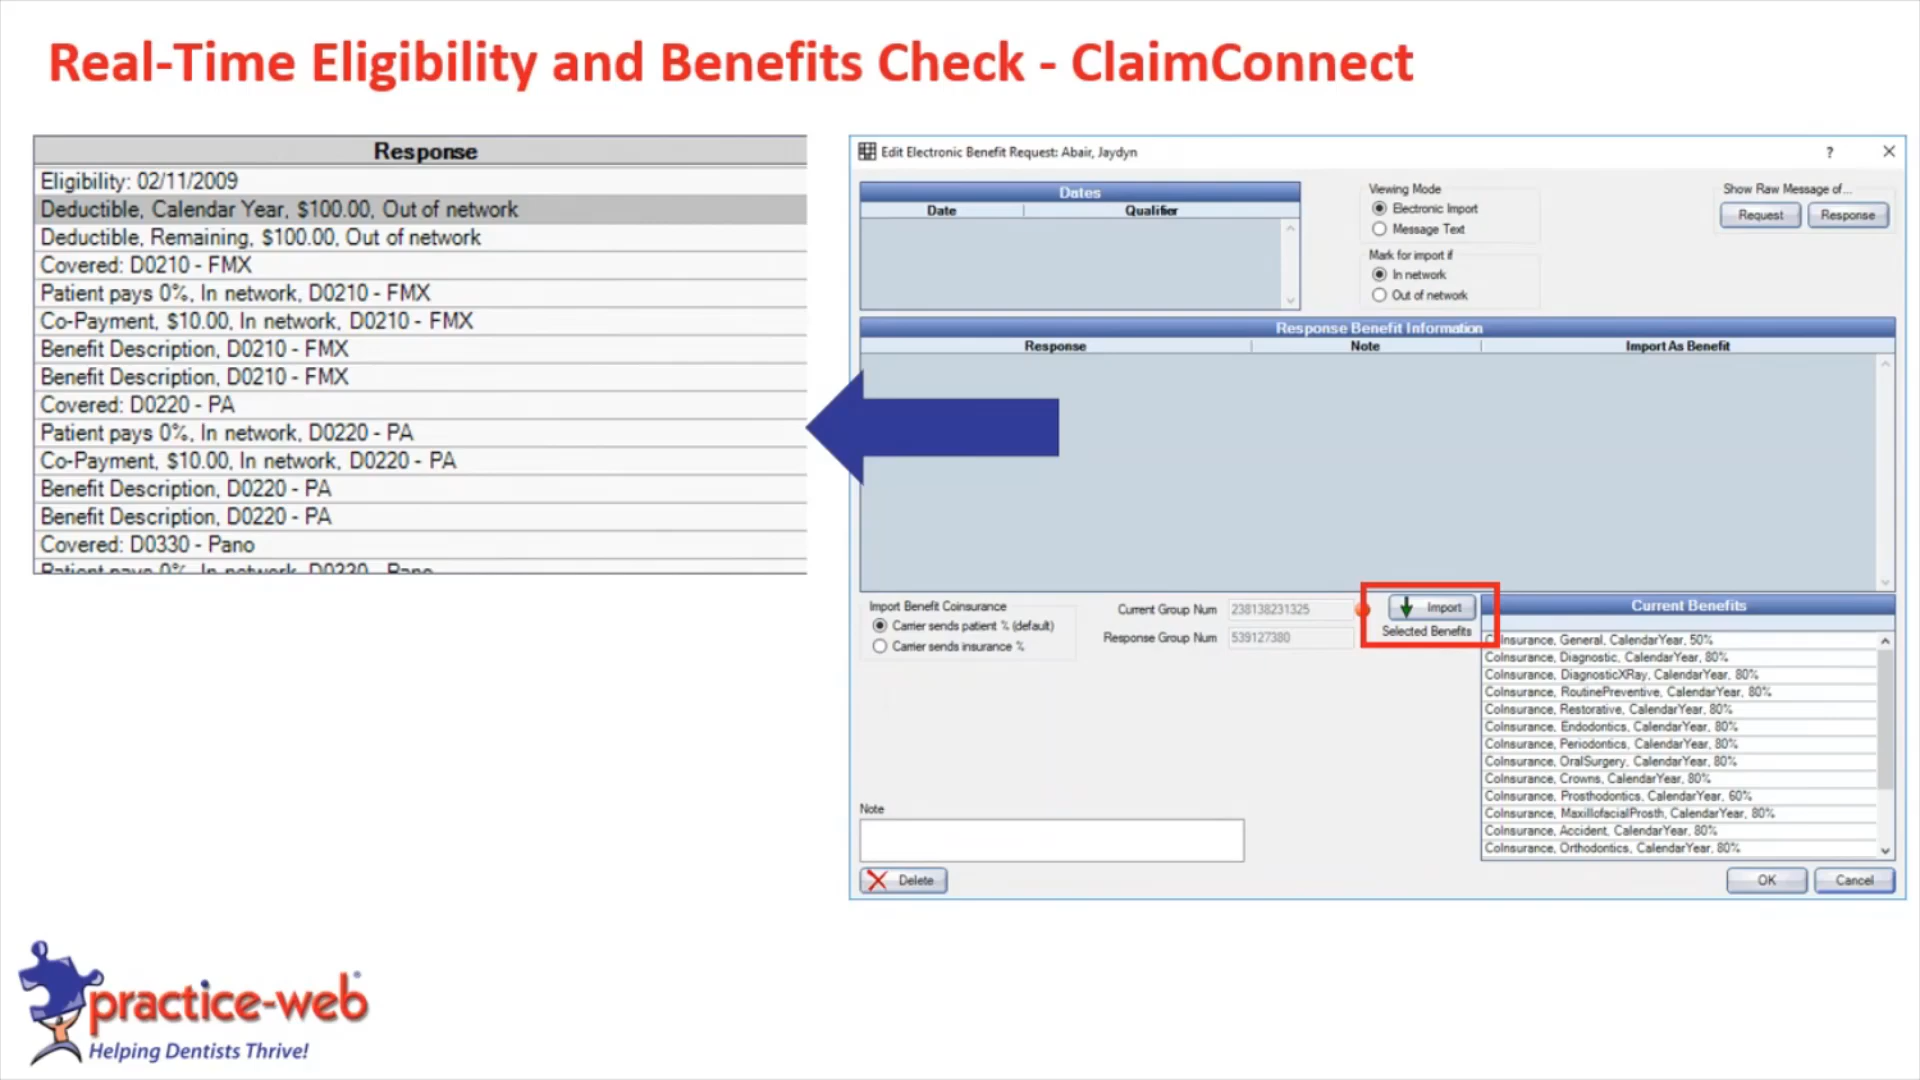 Real-Time Eligibility and Benefits Check - ClaimConnect
Response
Eligibility: 02/11/2009
Deductible, Calendar Year, $100.00, Out of network
Deductible, Remaining, $100.00, Out of network
Covered: D0210 - FMX
Patient pays 0%, In network, D0210 - FMX
Co-Payment, $10.00, In network, D0210 - FMX
Benefit Description, D0210 - FMX
Benefit Description, D0210 - FMX
Covered: D0220 - PA
Patient pays 0%, In network, D0220 - PA
Co-Payment, $10.00, In network, D0220 - PA
Benefit Description, D0220 - PA
Benefit Description, D0220 - PA
Covered: D0330 - Pano
Patient pays 0%, In network, D0330 - Pano
Edit Electronic Benefit Request: Abair, Jaydyn
?
Dates
Date Qualifier
Viewing Mode
Electronic Import
Message Text
Mark for import if
In network
Out of network
Show Raw Message of...
Request Response
Response Benefit Information
Response Note Import As Benefit
Import Benefit Coinsurance
Carrier sends patient % (default)
Carrier sends insurance %
Current Group Num 238138231325
Response Group Num 539127380
Import
Selected Benefits
Current Benefits
CoInsurance, General, CalendarYear, 50%
CoInsurance, Diagnostic, CalendarYear, 80%
CoInsurance, DiagnosticXRay, CalendarYear, 80%
CoInsurance, RoutinePreventive, CalendarYear, 80%
CoInsurance, Restorative, CalendarYear, 80%
CoInsurance, Endodontics, CalendarYear, 80%
CoInsurance, Periodontics, CalendarYear, 80%
CoInsurance, OralSurgery, CalendarYear, 80%
CoInsurance, Crowns, CalendarYear, 80%
CoInsurance, Prosthodontics, CalendarYear, 60%
CoInsurance, MaxillofacialProsth, CalendarYear, 80%
CoInsurance, Accident, CalendarYear, 80%
CoInsurance, Orthodontics, CalendarYear, 80%
Note
Delete
OK Cancel
practice-web®
Helping Dentists Thrive!